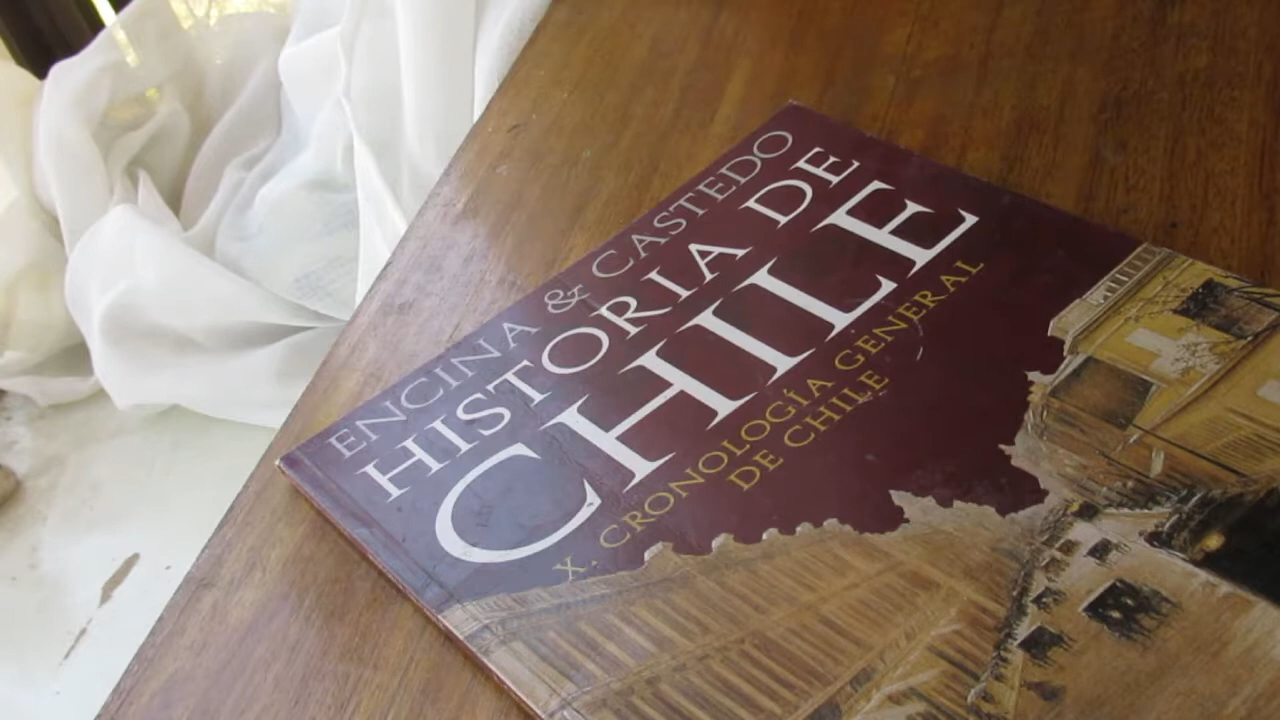 ENCINA & CASTEDO
HISTORIA DE
CHILE
X. CRONOLOGÍA GENERAL
DE CHILE